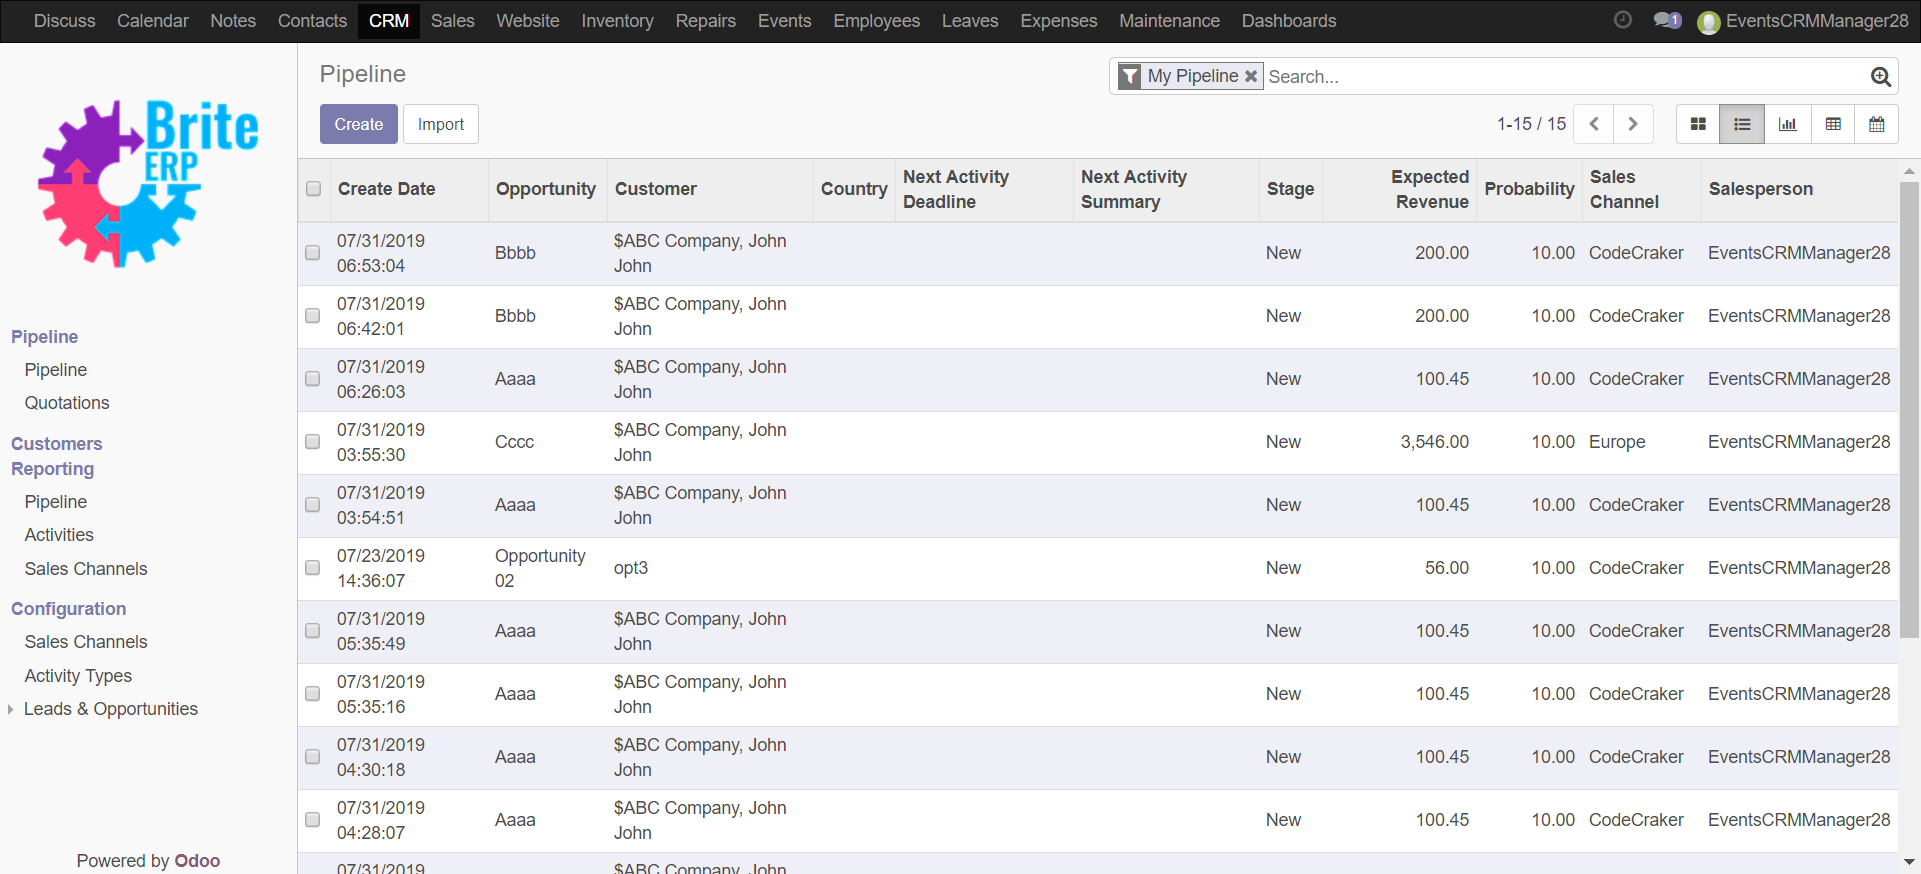 Discuss Calendar Notes Contacts CRM Sales Website Inventory Repairs Events Employees Leaves Expenses Maintenance Dashboards 1 EventsCRMManager28
Brite
ERP
Pipeline
Pipeline
Quotations
Customers
Reporting
Pipeline
Activities
Sales Channels
Configuration
Sales Channels
Activity Types
Leads & Opportunities
Powered by Odoo
Pipeline
My Pipeline Search...
Create Import
1-15 / 15
Create Date Opportunity Customer Country Next Activity Deadline Next Activity Summary Stage Expected Revenue Probability Sales Channel Salesperson
07/31/2019 06:53:04 Bbbb $ABC Company, John John New 200.00 10.00 CodeCraker EventsCRMManager28
07/31/2019 06:42:01 Bbbb $ABC Company, John John New 200.00 10.00 CodeCraker EventsCRMManager28
07/31/2019 06:26:03 Aaaa $ABC Company, John John New 100.45 10.00 CodeCraker EventsCRMManager28
07/31/2019 03:55:30 Cccc $ABC Company, John John New 3,546.00 10.00 Europe EventsCRMManager28
07/31/2019 03:54:51 Aaaa $ABC Company, John John New 100.45 10.00 CodeCraker EventsCRMManager28
07/23/2019 14:36:07 Opportunity 02 opt3 New 56.00 10.00 CodeCraker EventsCRMManager28
07/31/2019 05:35:49 Aaaa $ABC Company, John John New 100.45 10.00 CodeCraker EventsCRMManager28
07/31/2019 05:35:16 Aaaa $ABC Company, John John New 100.45 10.00 CodeCraker EventsCRMManager28
07/31/2019 04:30:18 Aaaa $ABC Company, John John New 100.45 10.00 CodeCraker EventsCRMManager28
07/31/2019 04:28:07 Aaaa $ABC Company, John John New 100.45 10.00 CodeCraker EventsCRMManager28
07/31/2019 $ABC Company, John